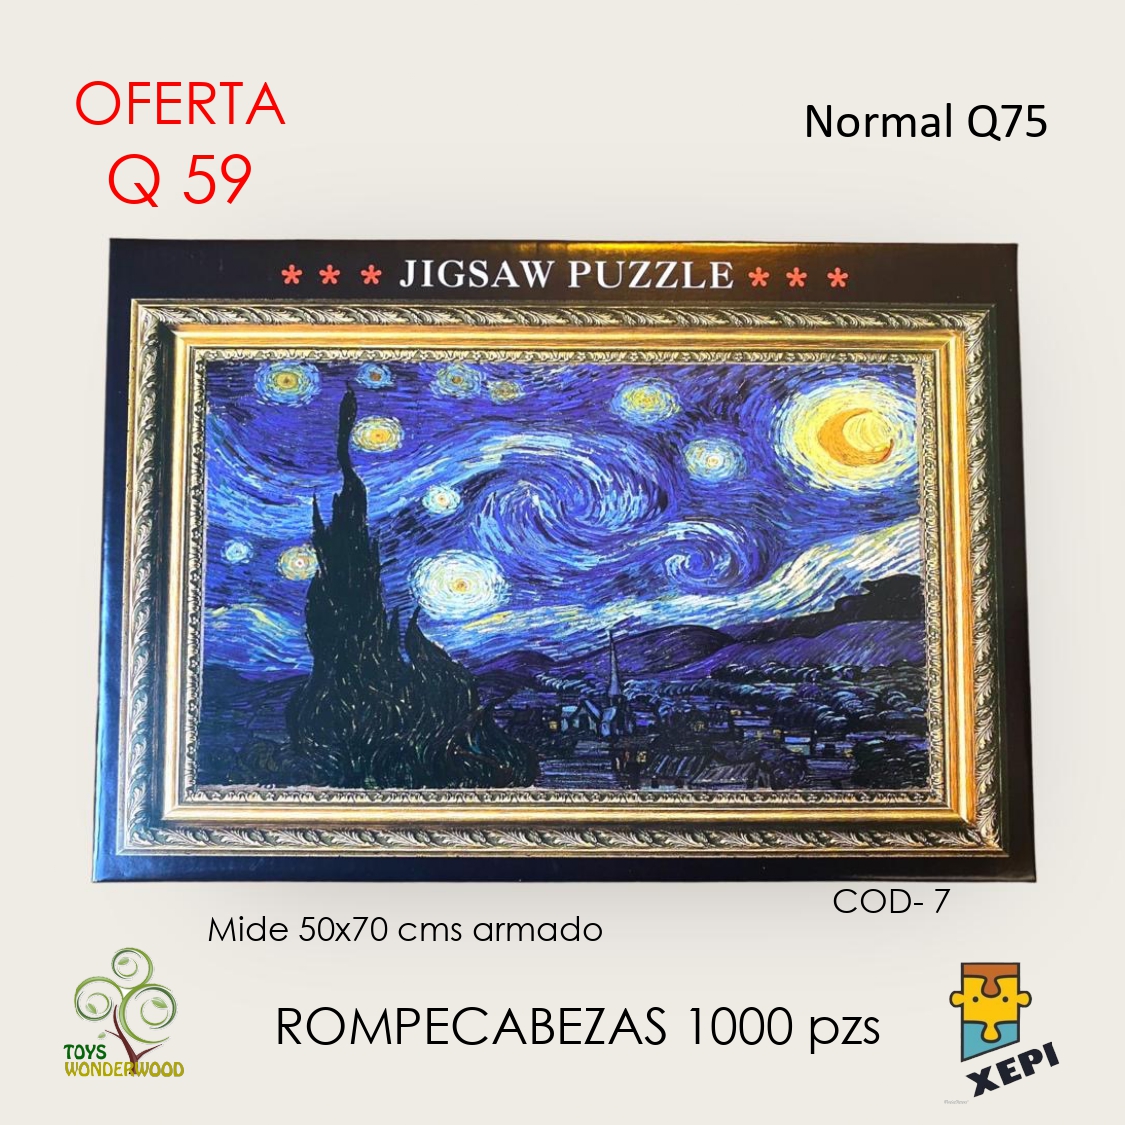 OFERTA
Q 59
Normal Q75
* * * JIGSAW PUZZLE * * *
COD- 7
Mide 50x70 cms armado
ROMPECABEZAS 1000 pzs
TOYS
WONDERWOOD
XEPI